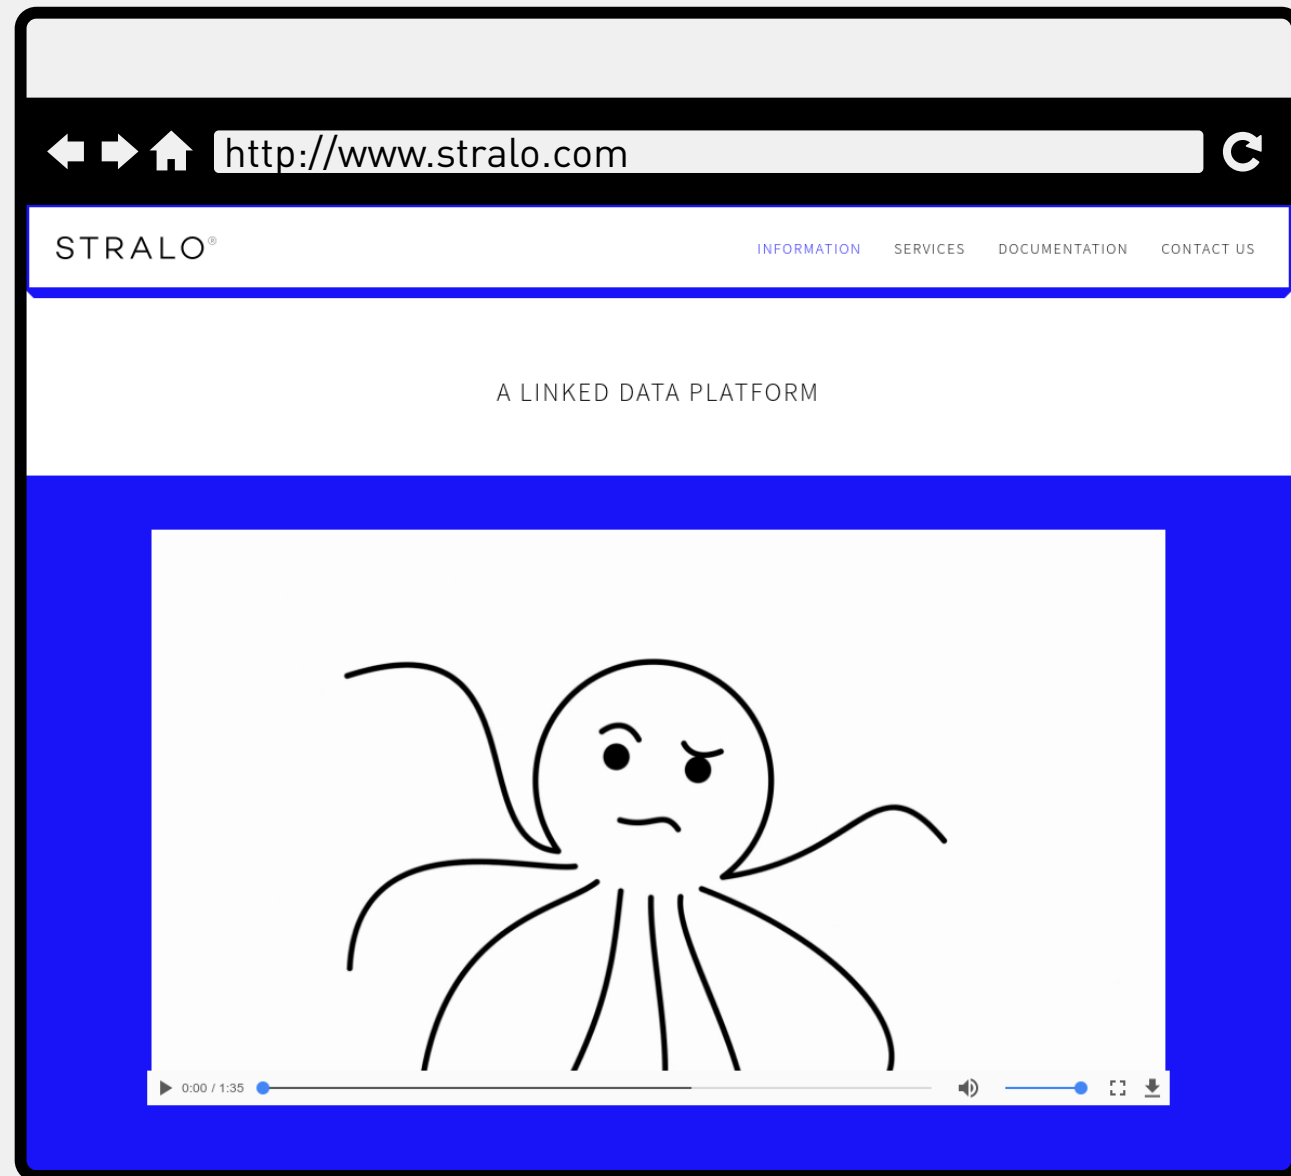 http://www.stralo.com
STRALO®
INFORMATION SERVICES DOCUMENTATION CONTACT US
A LINKED DATA PLATFORM
0:00 / 1:35